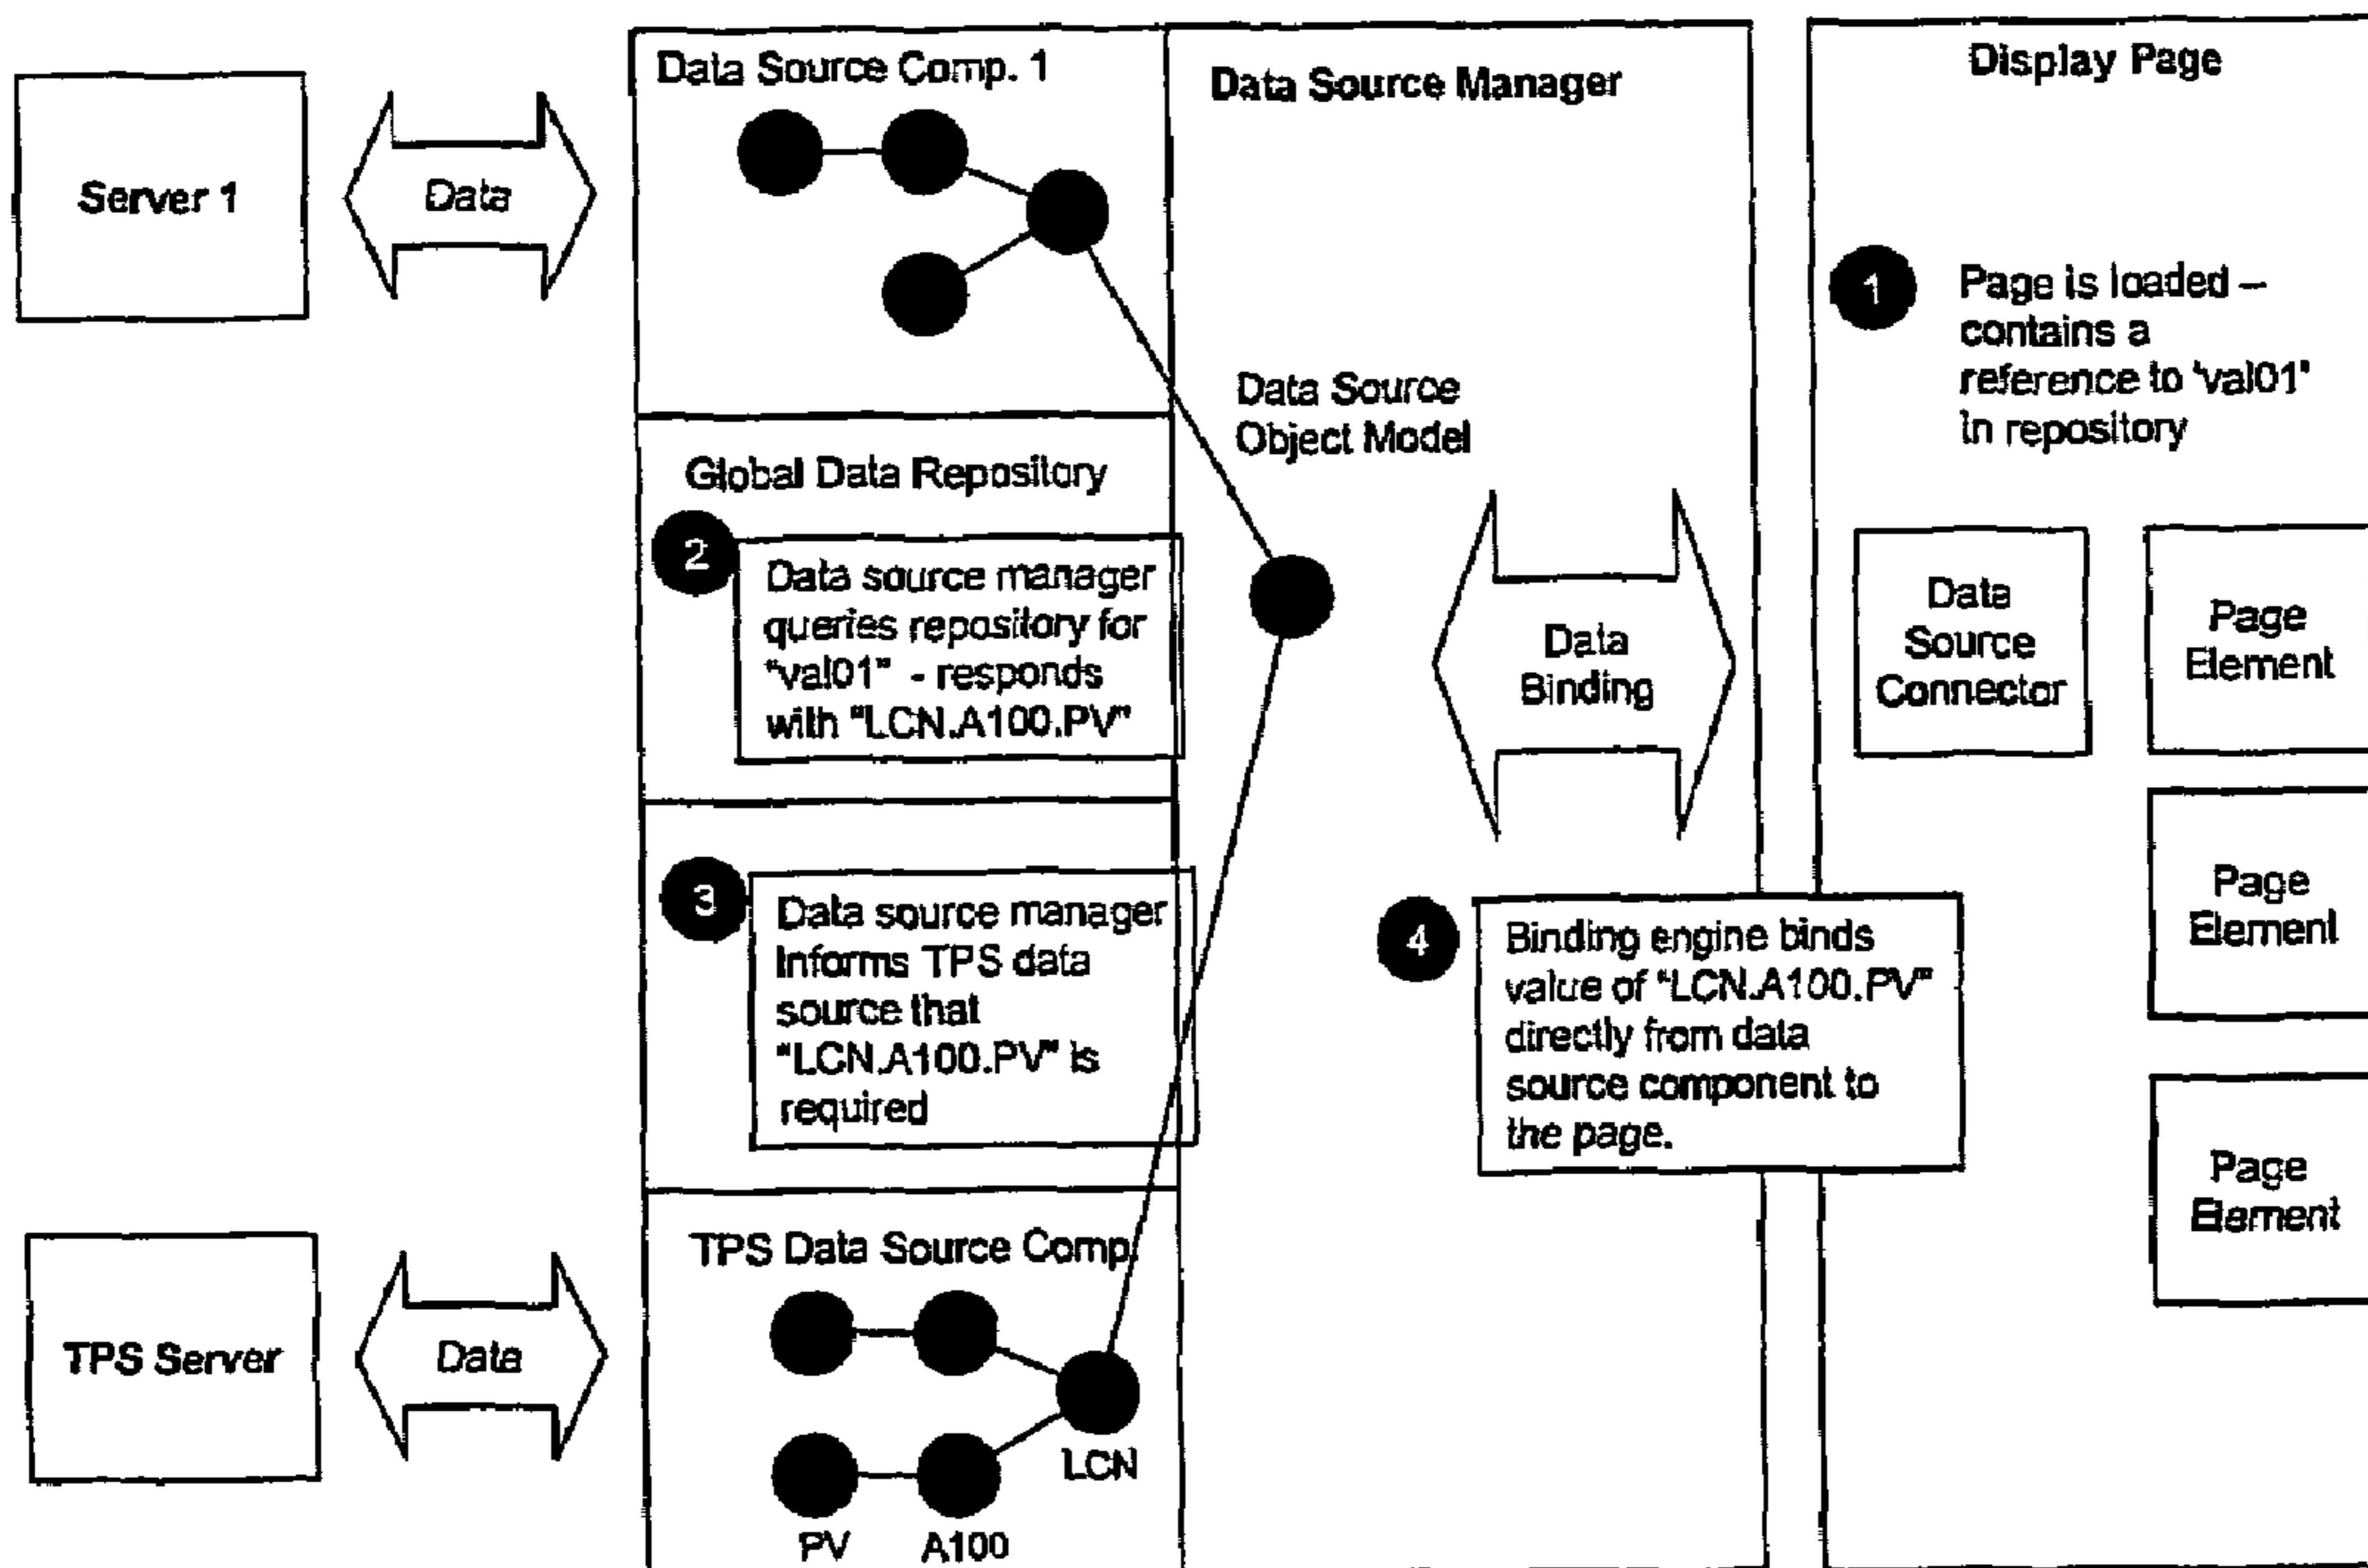 Server 1
Data
Data Source Comp. 1
Data Source Manager
Display Page
1
Page is loaded –
contains a
reference to "val01"
in repository
Data Source
Object Model
Global Data Repository
2
Data source manager
queries repository for
"val01" - responds
with "LCN.A100.PV"
Data
Binding
Data
Source
Connector
Page
Element
Page
Element
Page
Element
3
Data source manager
Informs TPS data
source that
"LCN.A100.PV" is
required
4
Binding engine binds
value of "LCN.A100.PV"
directly from data
source component to
the page.
TPS Server
Data
TPS Data Source Comp.
LCN
PV
A100